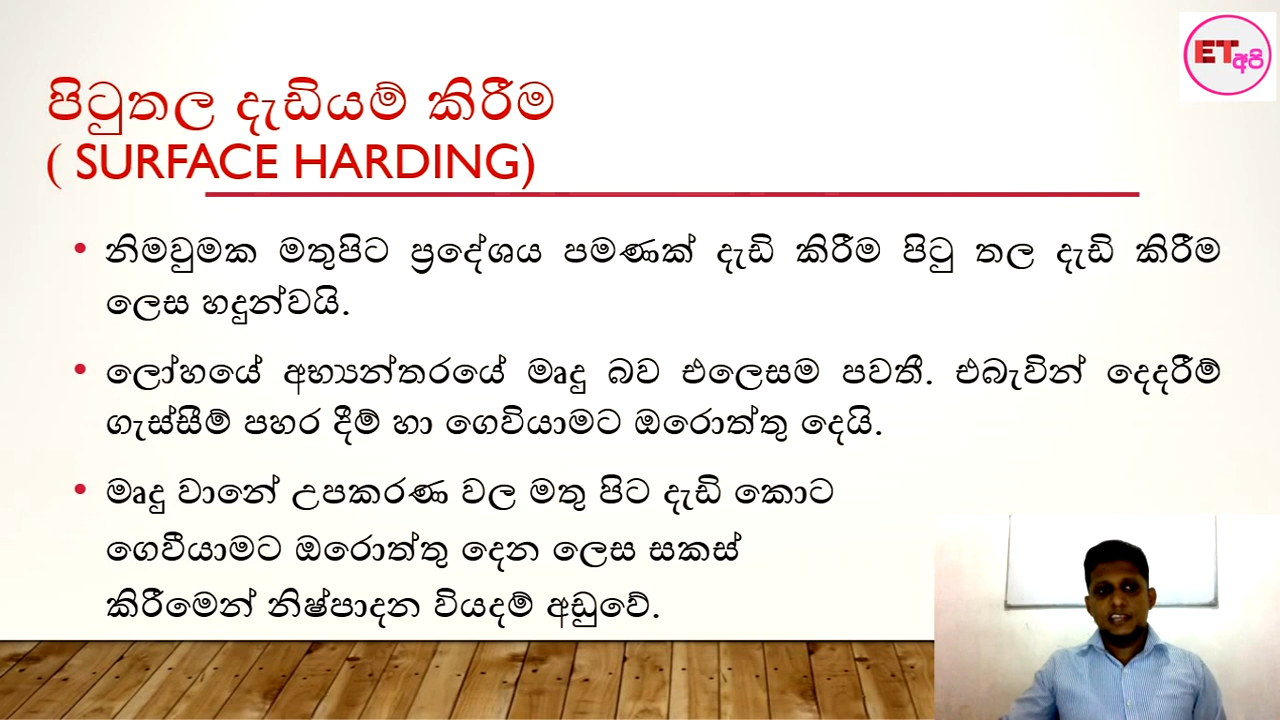 ET අපි
පිටුතල දැඩියම් කිරීම
( SURFACE HARDING)
• නිමවුමක මතුපිට ප්‍රදේශය පමණක් දැඩි කිරීම පිටු තල දැඩි කිරීම
ලෙස හදුන්වයි.
• ලෝහයේ අභ්‍යන්තරයේ මෘදු බව එලෙසම පවතී. එබැවින් දෙදරීම්
ගැස්සීම් පහර දීම් හා ගෙවියාමට ඔරොත්තු දෙයි.
• මෘදු වානේ උපකරණ වල මතු පිට දැඩි කොට
ගෙවීයාමට ඔරොත්තු දෙන ලෙස සකස්
කිරීමෙන් නිෂ්පාදන වියදම් අඩුවේ.